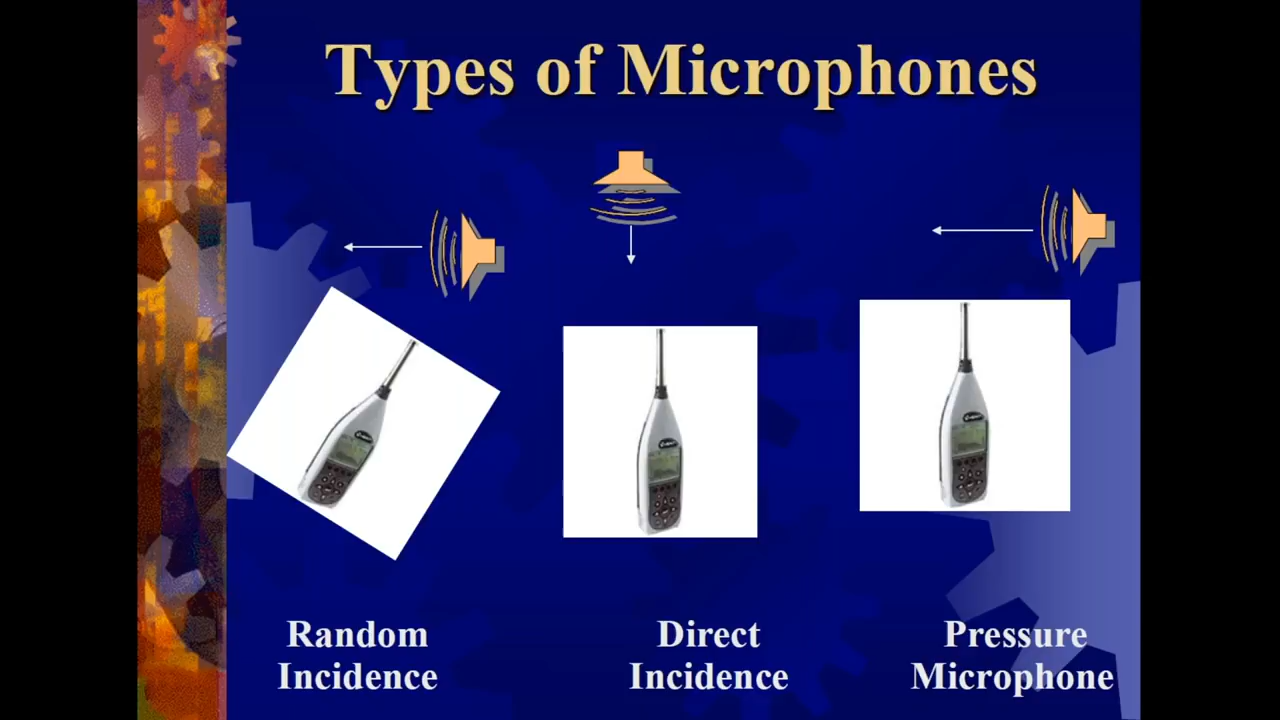 Types of Microphones
Random
Incidence
Direct
Incidence
Pressure
Microphone